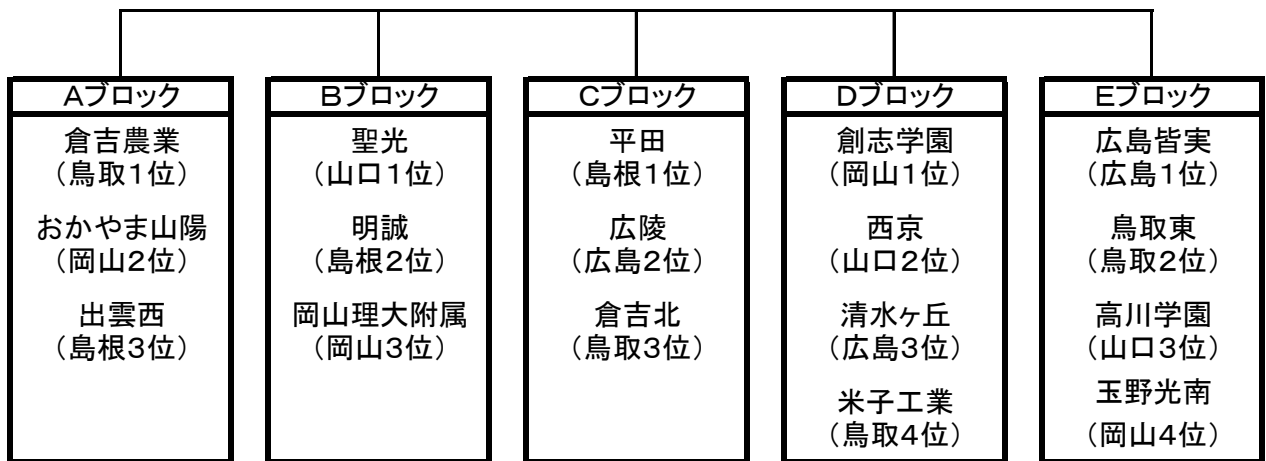 Aブロック
倉吉農業
（鳥取1位）
おかやま山陽
（岡山2位）
出雲西
（島根3位）
Bブロック
聖光
（山口1位）
明誠
（島根2位）
岡山理大附属
（岡山3位）
Cブロック
平田
（島根1位）
広陵
（広島2位）
倉吉北
（鳥取3位）
Dブロック
創志学園
（岡山1位）
西京
（山口2位）
清水ヶ丘
（広島3位）
米子工業
（鳥取4位）
Eブロック
広島皆実
（広島1位）
鳥取東
（鳥取2位）
高川学園
（山口3位）
玉野光南
（岡山4位）